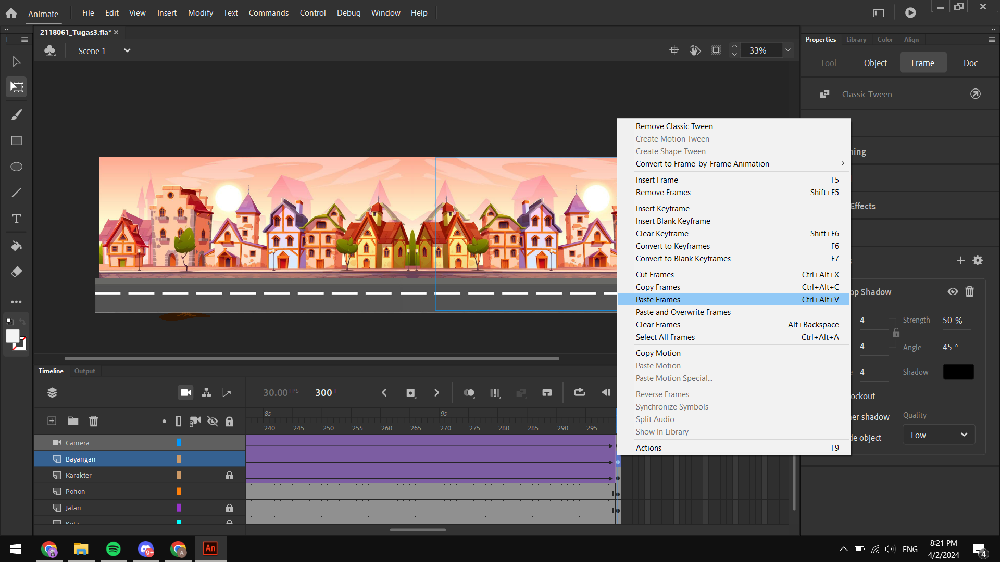 Animate
File Edit View Insert Modify Text Commands Control Debug Window Help
2118061_Tugas3.fla*
Scene 1
33%
Properties Library Color Align
Tool Object Frame Doc
Classic Tween
Effects
op Shadow
4 Strength 50 %
4 Angle 45 °
4 Shadow
ockout
er shadow Quality
le object Low
Remove Classic Tween
Create Motion Tween
Create Shape Tween
Convert to Frame-by-Frame Animation
Insert Frame F5
Remove Frames Shift+F5
Insert Keyframe
Insert Blank Keyframe
Clear Keyframe Shift+F6
Convert to Keyframes F6
Convert to Blank Keyframes F7
Cut Frames Ctrl+Alt+X
Copy Frames Ctrl+Alt+C
Paste Frames Ctrl+Alt+V
Paste and Overwrite Frames
Clear Frames Alt+Backspace
Select All Frames Ctrl+Alt+A
Copy Motion
Paste Motion
Paste Motion Special...
Reverse Frames
Synchronize Symbols
Split Audio
Show In Library
Actions F9
Timeline Output
30.00 FPS 300 F
8s 9s
240 245 250 255 260 265 270 275 280 285 290 295
Camera
Bayangan
Karakter
Pohon
Jalan
Kota
An
9+
A
ENG
8:21 PM
4/2/2024
4